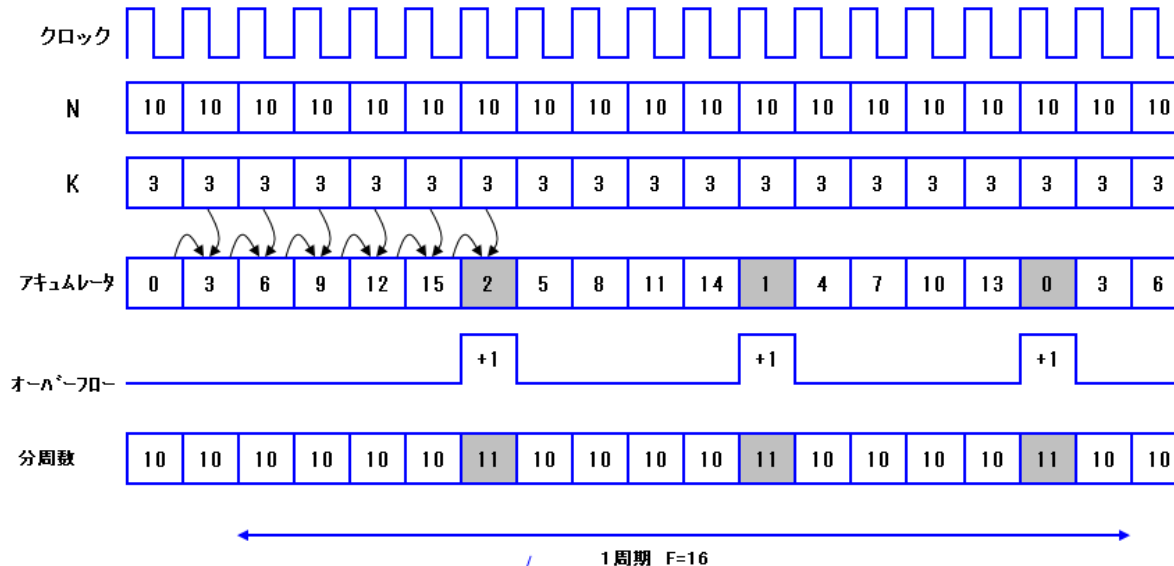 クロック
N 10 10 10 10 10 10 10 10 10 10 10 10 10 10 10 10 10 10 10
K 3 3 3 3 3 3 3 3 3 3 3 3 3 3 3 3 3 3 3
アキュムレータ 0 3 6 9 12 15 2 5 8 11 14 1 4 7 10 13 0 3 6
+1 +1 +1
オーバーフロー
分周数 10 10 10 10 10 10 11 10 10 10 10 11 10 10 10 10 11 10 10
1周期 F=16